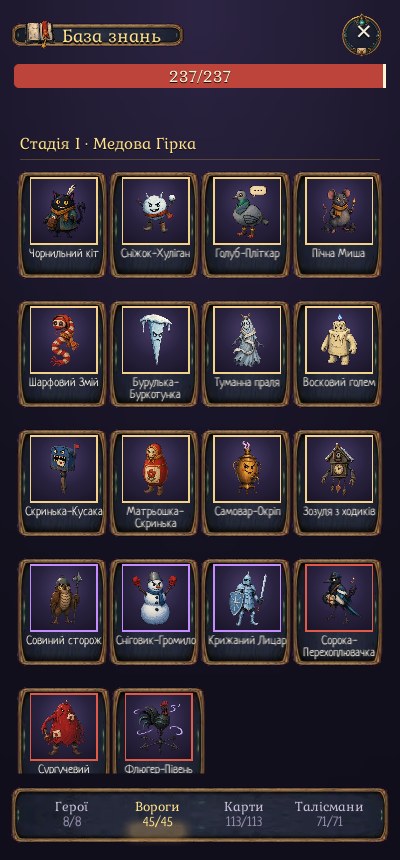 База знань
237/237
Стадія I · Медова Гірка
Чорнильний кіт
Сніжок-Хуліган
Голуб-Пліткар
Пічна Миша
Шарфовий Змій
Бурулька-
Буркотунка
Туманна праля
Восковий голем
Скринька-Кусака
Матрьошка-
Скринька
Самовар-Окріп
Зозуля з ходиків
Совиний сторож
Сніговик-Громило
Крижаний Лицар
Сорока-
Перехоплювачка
Сургучевий
Флюгер-Півень
Герої
Вороги
Карти
Талісмани
8/8
45/45
113/113
71/71